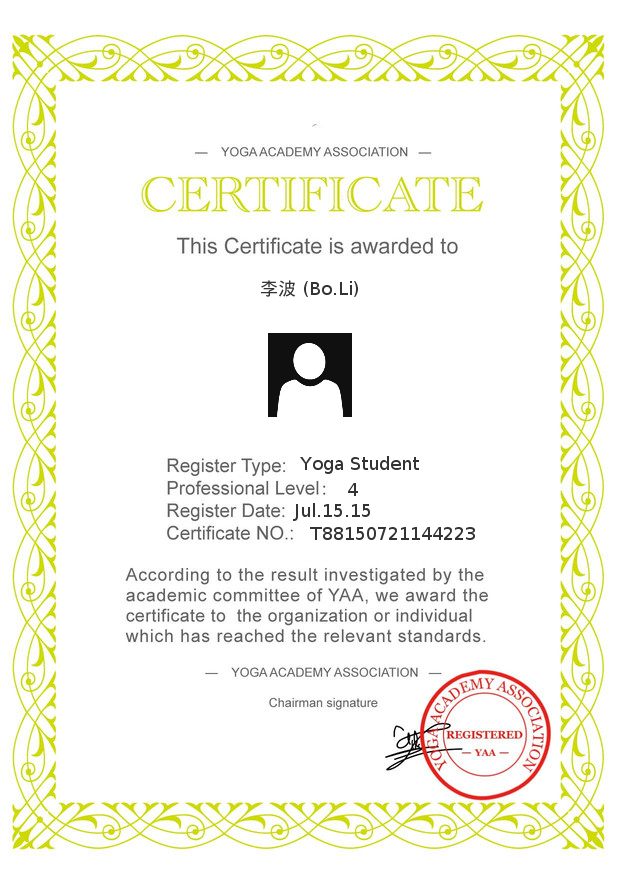 — YOGA ACADEMY ASSOCIATION —
CERTIFICATE
This Certificate is awarded to
李波 (Bo.Li)
Register Type: Yoga Student
Professional Level: 4
Register Date: Jul.15.15
Certificate NO.: T88150721144223
According to the result investigated by the
academic committee of YAA, we award the
certificate to the organization or individual
which has reached the relevant standards.
— YOGA ACADEMY ASSOCIATION —
Chairman signature
YOGA ACADEMY ASSOCIATION
REGISTERED
— YAA —